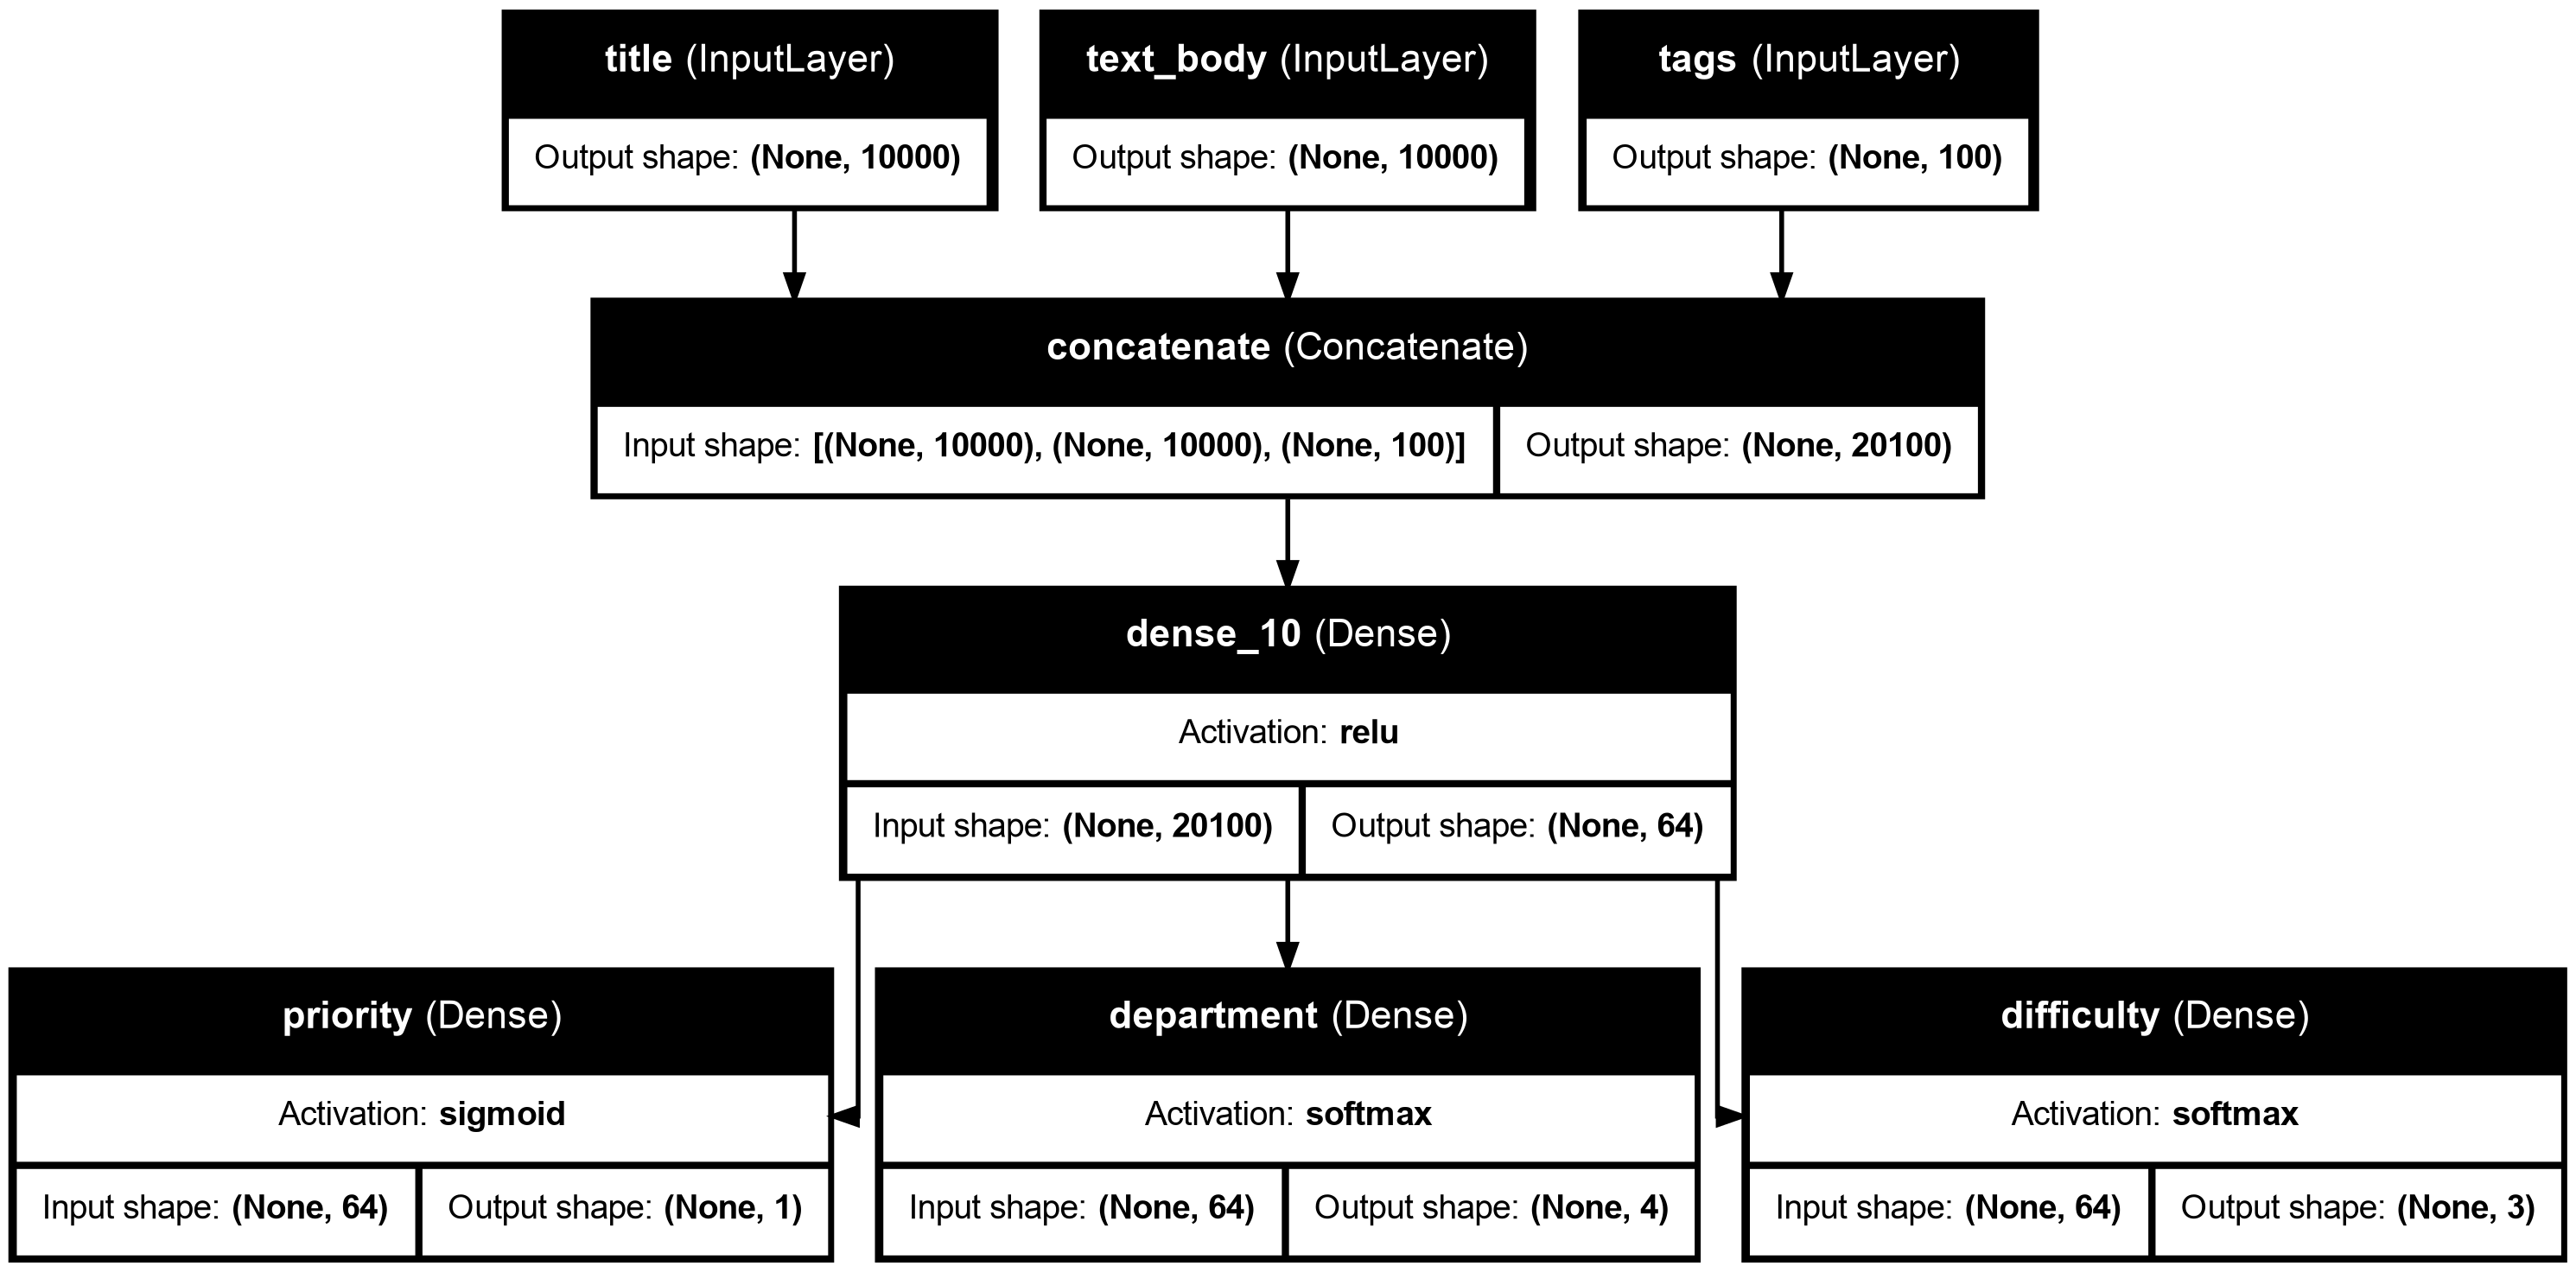 title (InputLayer)
Output shape: (None, 10000)
text_body (InputLayer)
Output shape: (None, 10000)
tags (InputLayer)
Output shape: (None, 100)
concatenate (Concatenate)
Input shape: [(None, 10000), (None, 10000), (None, 100)]
Output shape: (None, 20100)
dense_10 (Dense)
Activation: relu
Input shape: (None, 20100)
Output shape: (None, 64)
priority (Dense)
Activation: sigmoid
Input shape: (None, 64)
Output shape: (None, 1)
department (Dense)
Activation: softmax
Input shape: (None, 64)
Output shape: (None, 4)
difficulty (Dense)
Activation: softmax
Input shape: (None, 64)
Output shape: (None, 3)